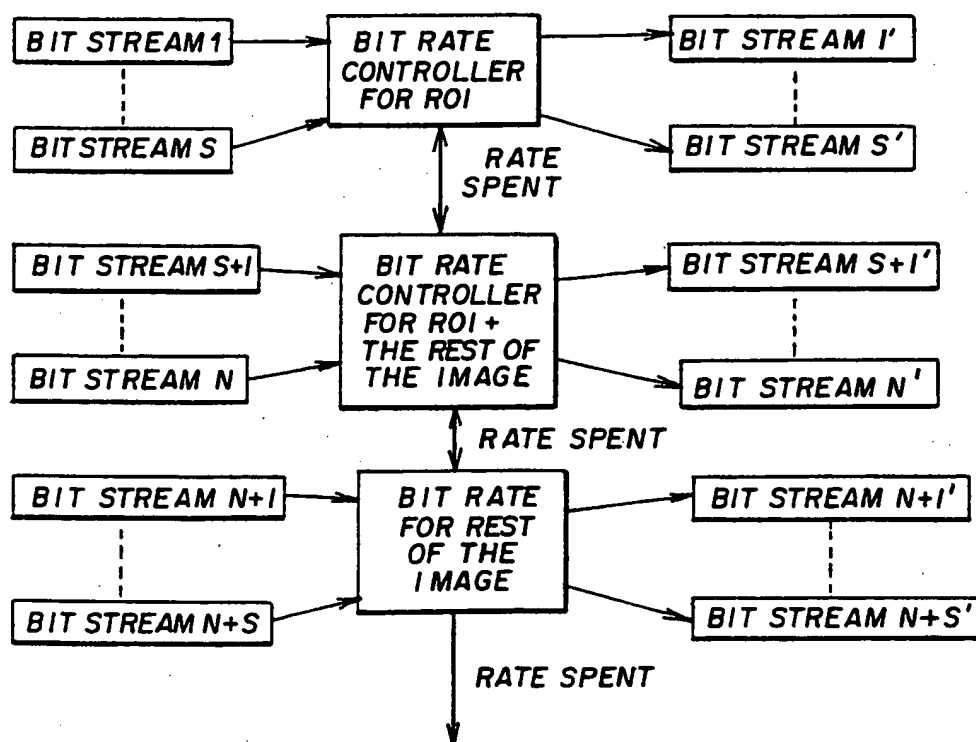 BIT STREAM 1
BIT RATE
CONTROLLER
FOR ROI
BIT STREAM 1'
BIT STREAM S
BIT STREAM S'
RATE
SPENT
BIT STREAM S+1
BIT RATE
CONTROLLER
FOR ROI +
THE REST OF
THE IMAGE
BIT STREAM S+1'
BIT STREAM N
BIT STREAM N'
RATE SPENT
BIT STREAM N+1
BIT RATE
FOR REST
OF THE
IMAGE
BIT STREAM N+1'
BIT STREAM N+S
BIT STREAM N+S'
RATE SPENT